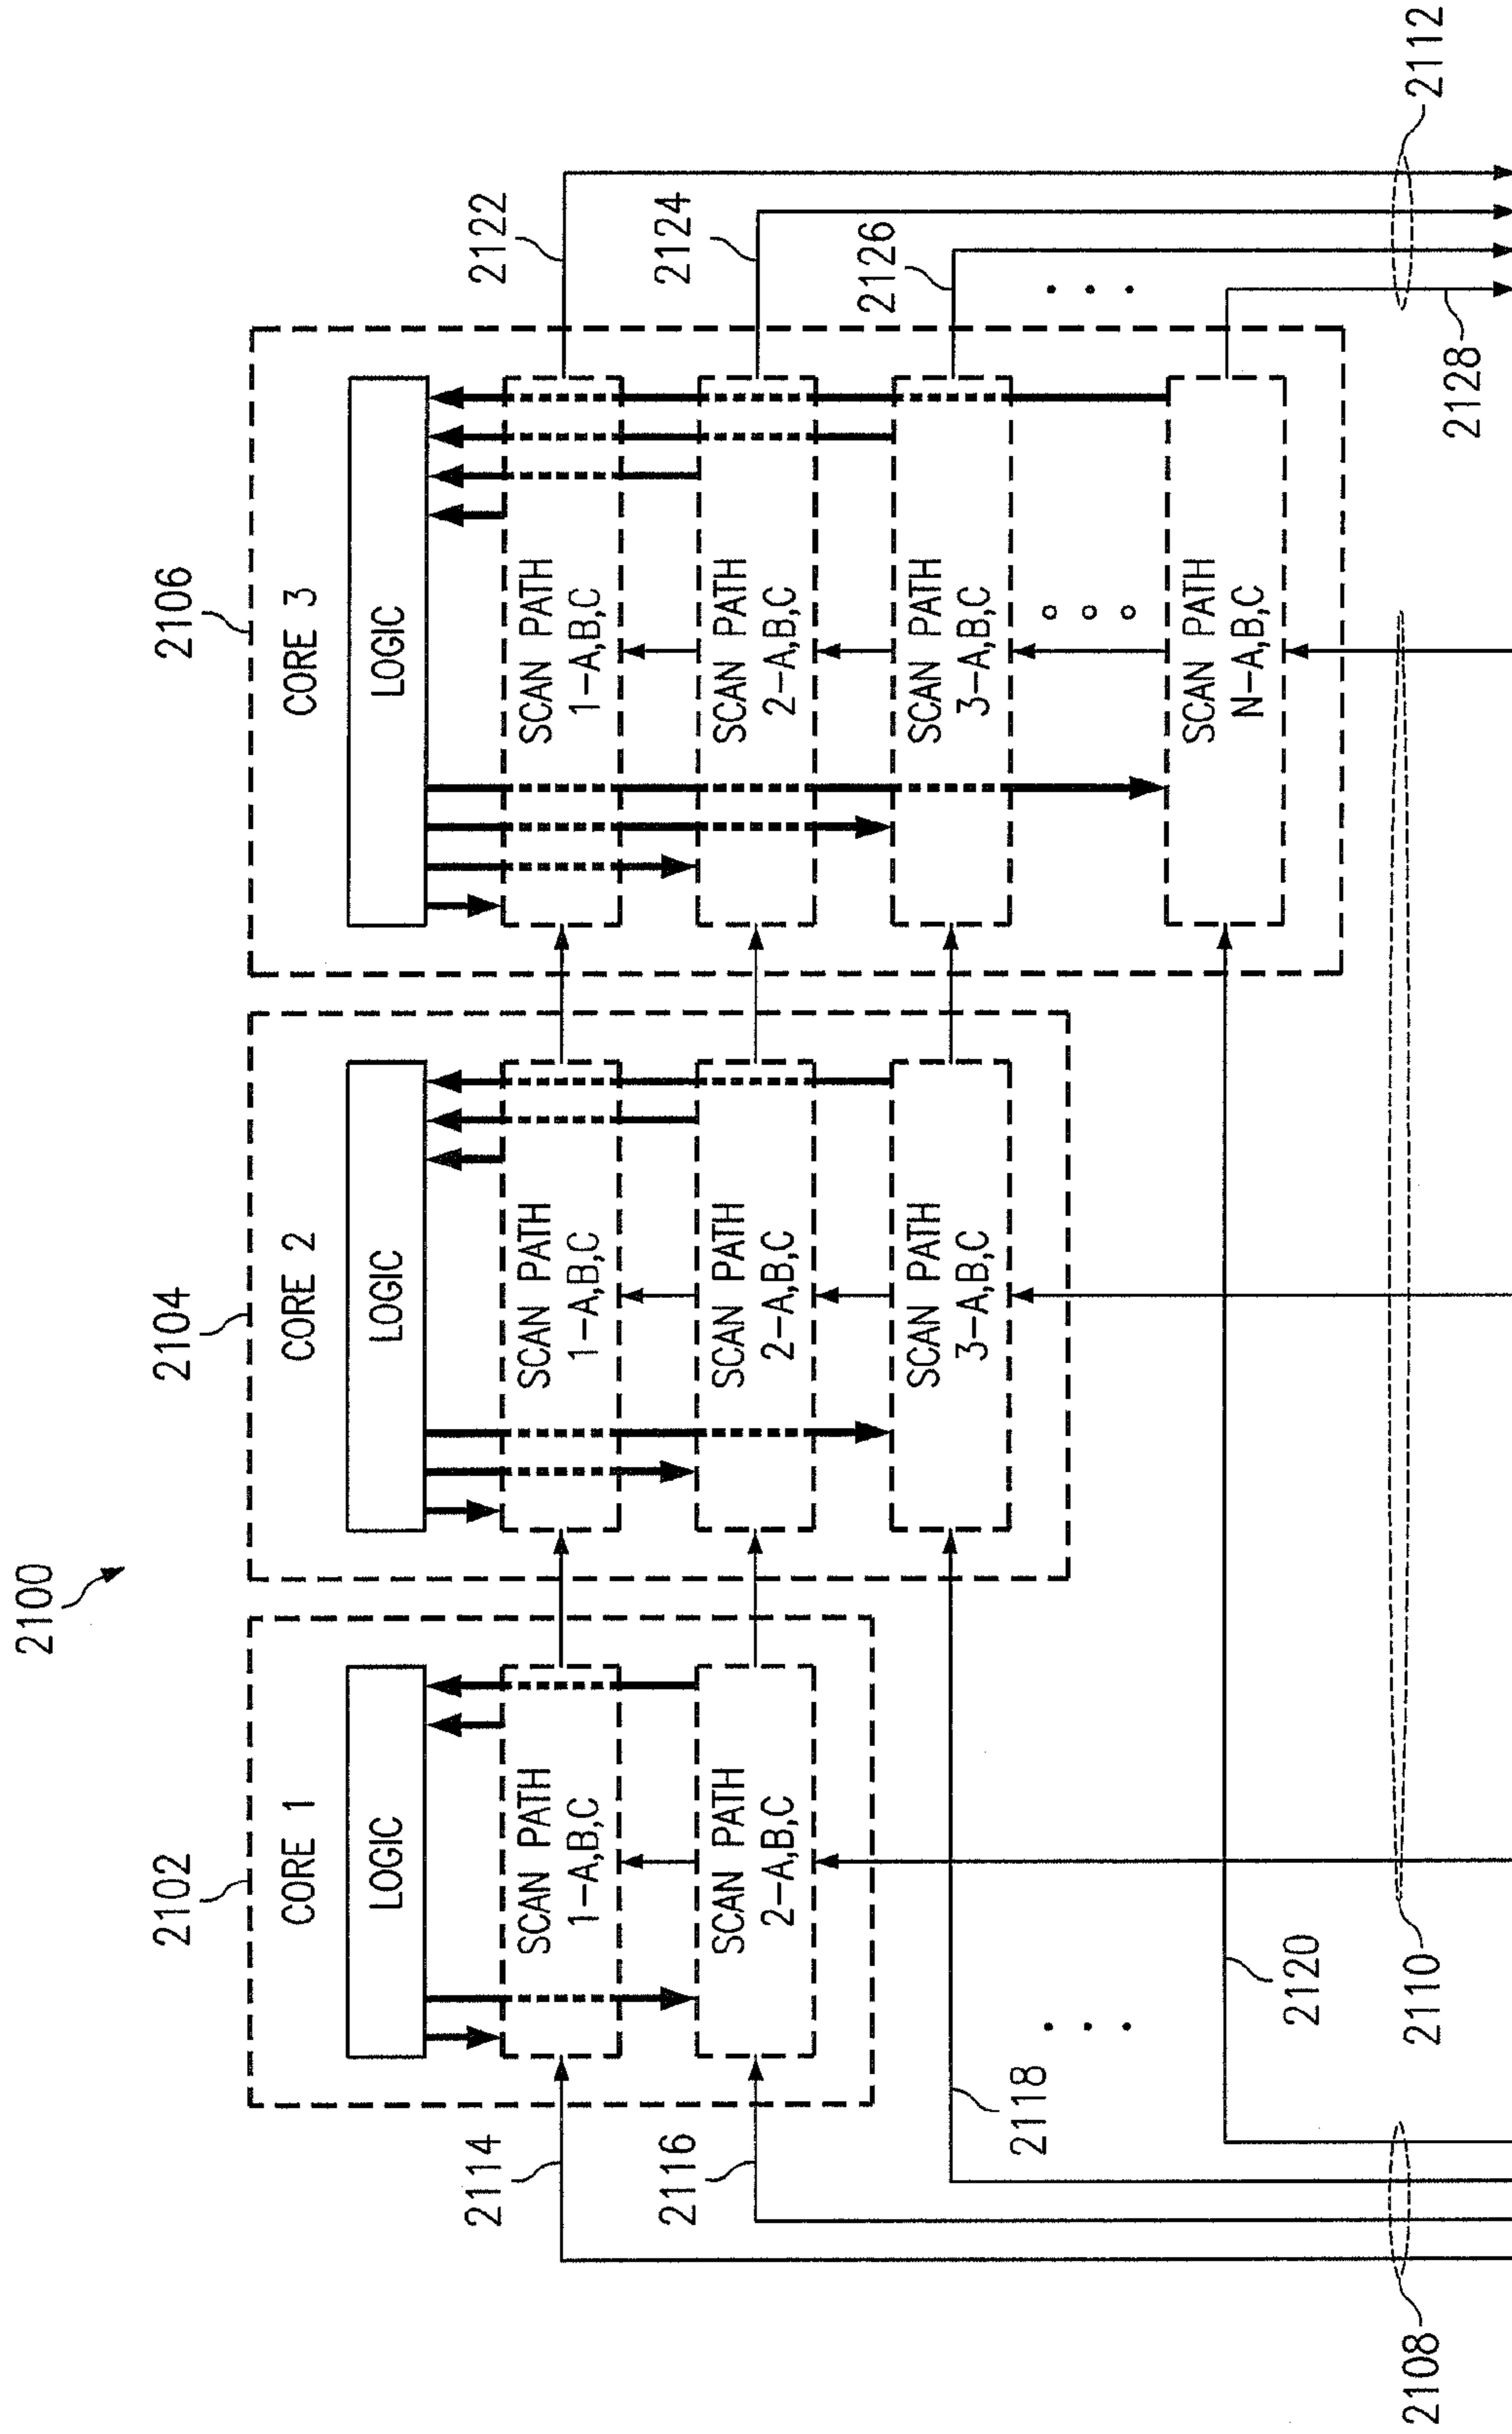 2100
2102
2104
2106
CORE 1
CORE 2
CORE 3
LOGIC
LOGIC
LOGIC
2114
SCAN PATH
1-A,B,C
SCAN PATH
1-A,B,C
SCAN PATH
1-A,B,C
2122
2116
SCAN PATH
2-A,B,C
SCAN PATH
2-A,B,C
SCAN PATH
2-A,B,C
2124
2118
SCAN PATH
3-A,B,C
SCAN PATH
3-A,B,C
2126
2120
SCAN PATH
N-A,B,C
2108
2110
2128
2112